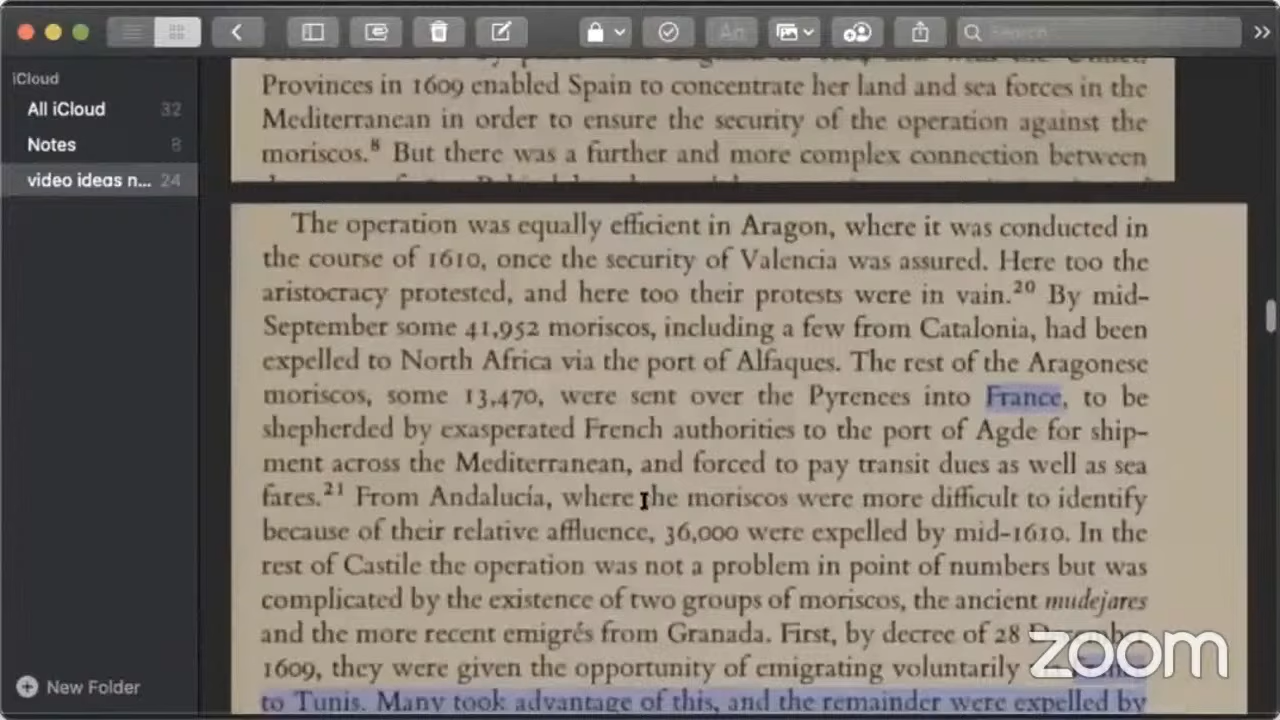 Search
iCloud
All iCloud 32
Notes 8
video ideas n... 24
New Folder
Provinces in 1609 enabled Spain to concentrate her land and sea forces in the
Mediterranean in order to ensure the security of the operation against the
moriscos.⁸ But there was a further and more complex connection between
The operation was equally efficient in Aragon, where it was conducted in
the course of 1610, once the security of Valencia was assured. Here too the
aristocracy protested, and here too their protests were in vain.²⁰ By mid-
September some 41,952 moriscos, including a few from Catalonia, had been
expelled to North Africa via the port of Alfaques. The rest of the Aragonese
moriscos, some 13,470, were sent over the Pyrenees into France, to be
shepherded by exasperated French authorities to the port of Agde for ship-
ment across the Mediterranean, and forced to pay transit dues as well as sea
fares.²¹ From Andalucía, where the moriscos were more difficult to identify
because of their relative affluence, 36,000 were expelled by mid-1610. In the
rest of Castile the operation was not a problem in point of numbers but was
complicated by the existence of two groups of moriscos, the ancient mudejares
and the more recent emigrés from Granada. First, by decree of 28 December
1609, they were given the opportunity of emigrating voluntarily
to Tunis. Many took advantage of this, and the remainder were expelled by
zoom